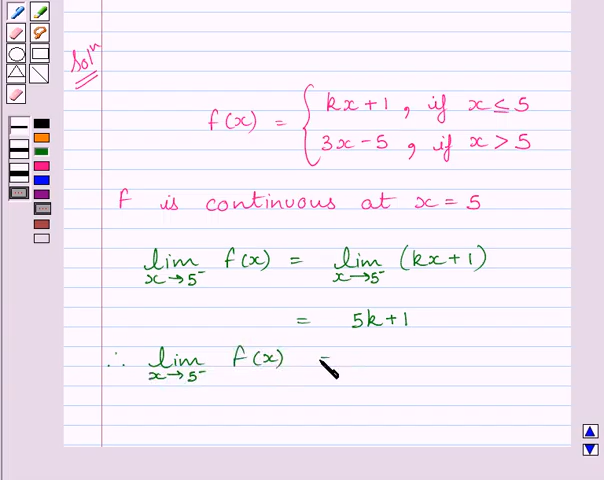 Solⁿ
f(x) = { kx+1 , if x ≤ 5
3x-5 , if x > 5
f is continuous at x = 5
lim x→5⁻ f(x) = lim x→5⁻ (kx+1)
= 5k+1
∴ lim x→5⁻ f(x) =